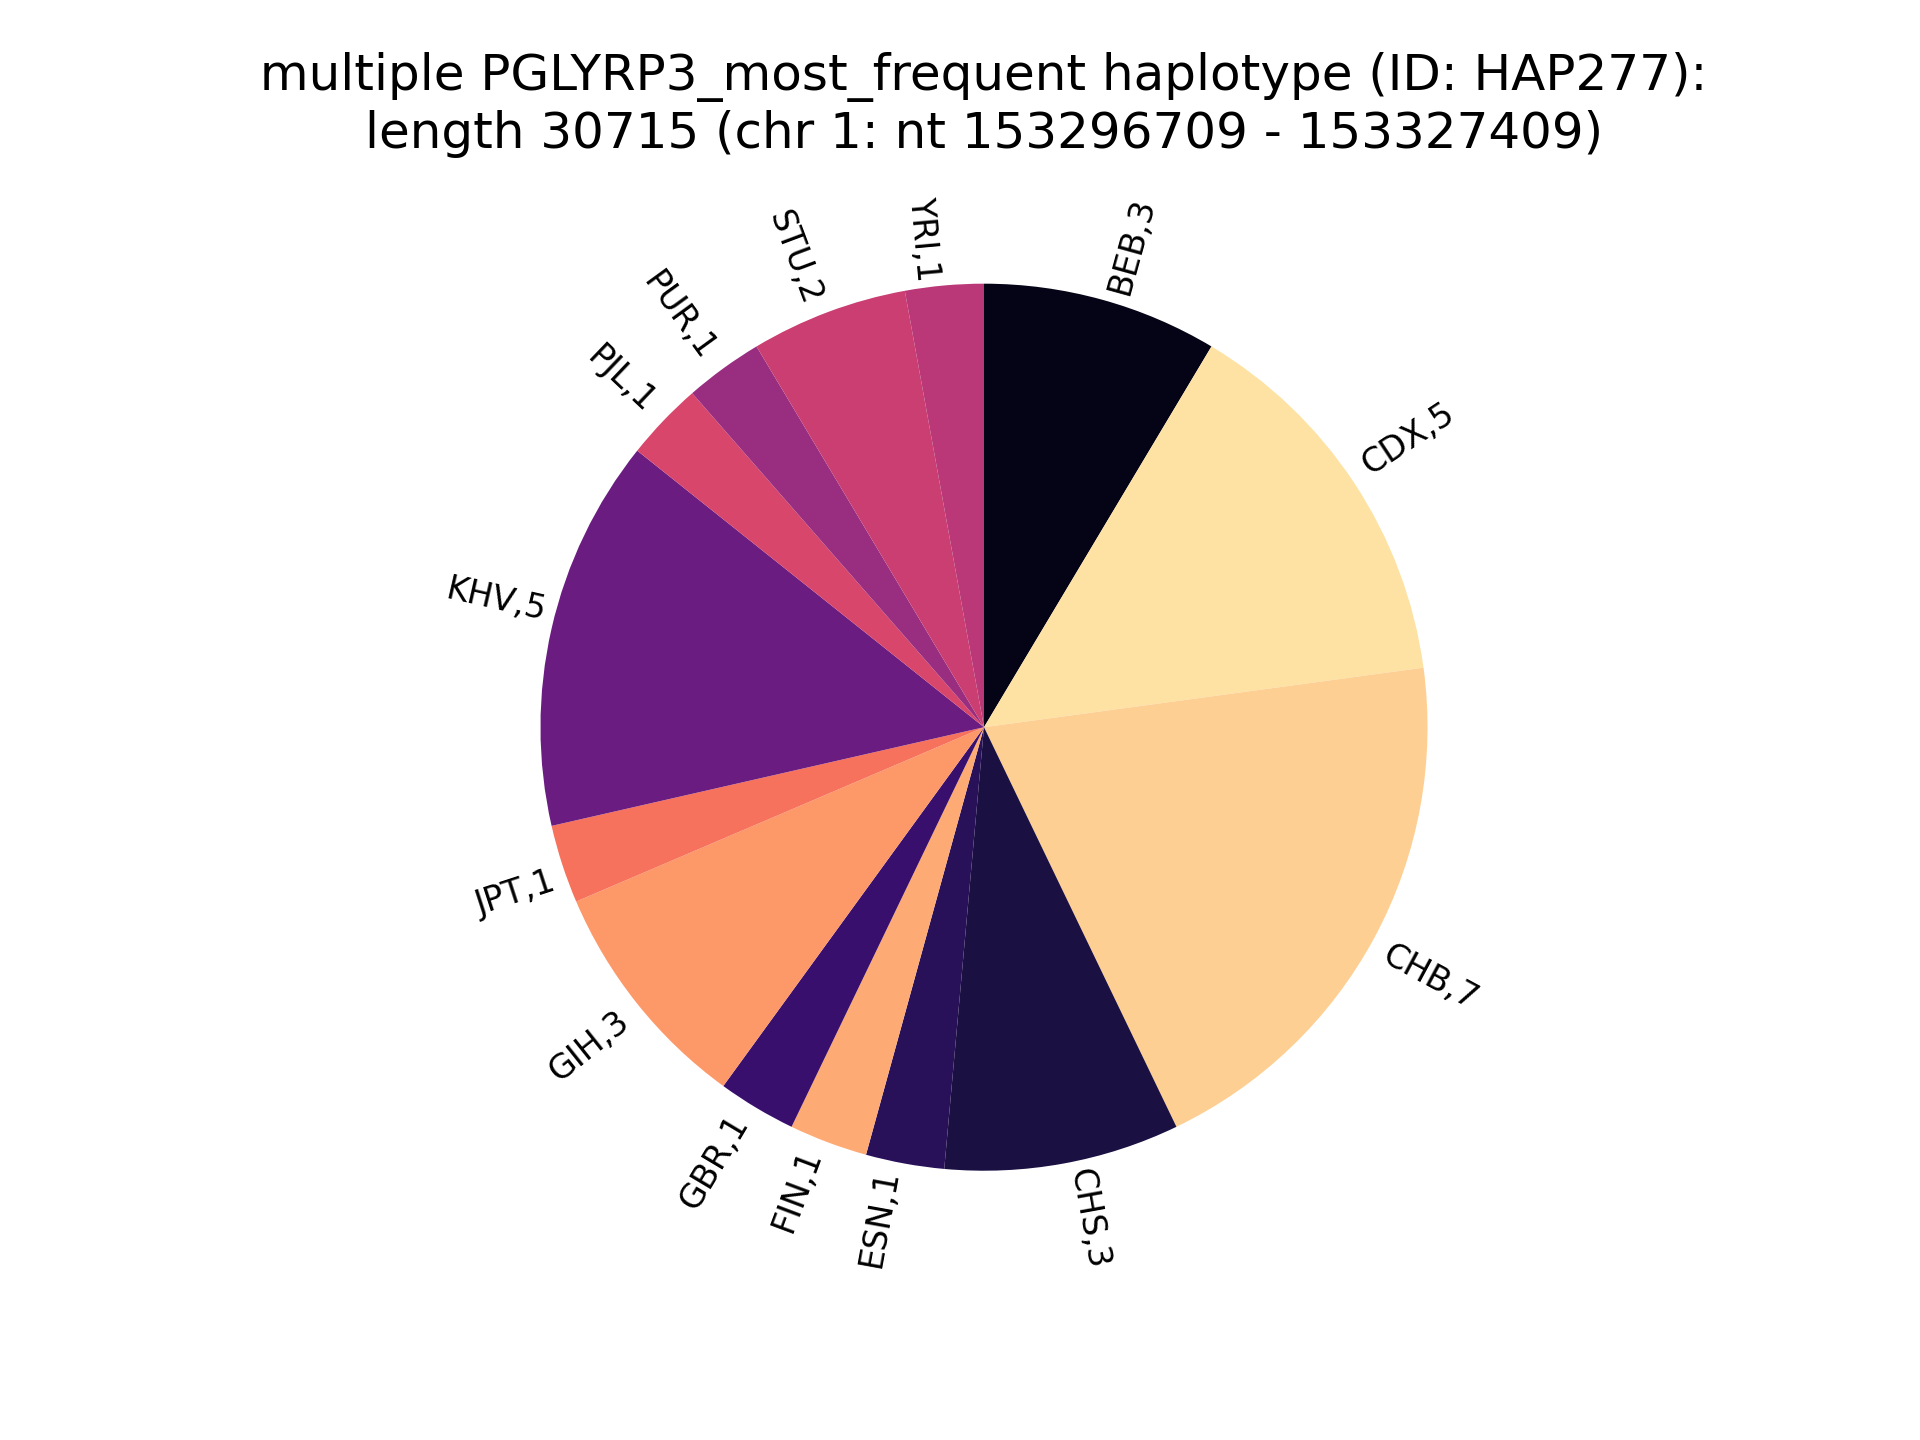 multiple PGLYRP3_most_frequent haplotype (ID: HAP277):
length 30715 (chr 1: nt 153296709 - 153327409)
BEB,3
CDX,5
CHB,7
CHS,3
ESN,1
FIN,1
GBR,1
GIH,3
JPT,1
KHV,5
PJL,1
PUR,1
STU,2
YRI,1